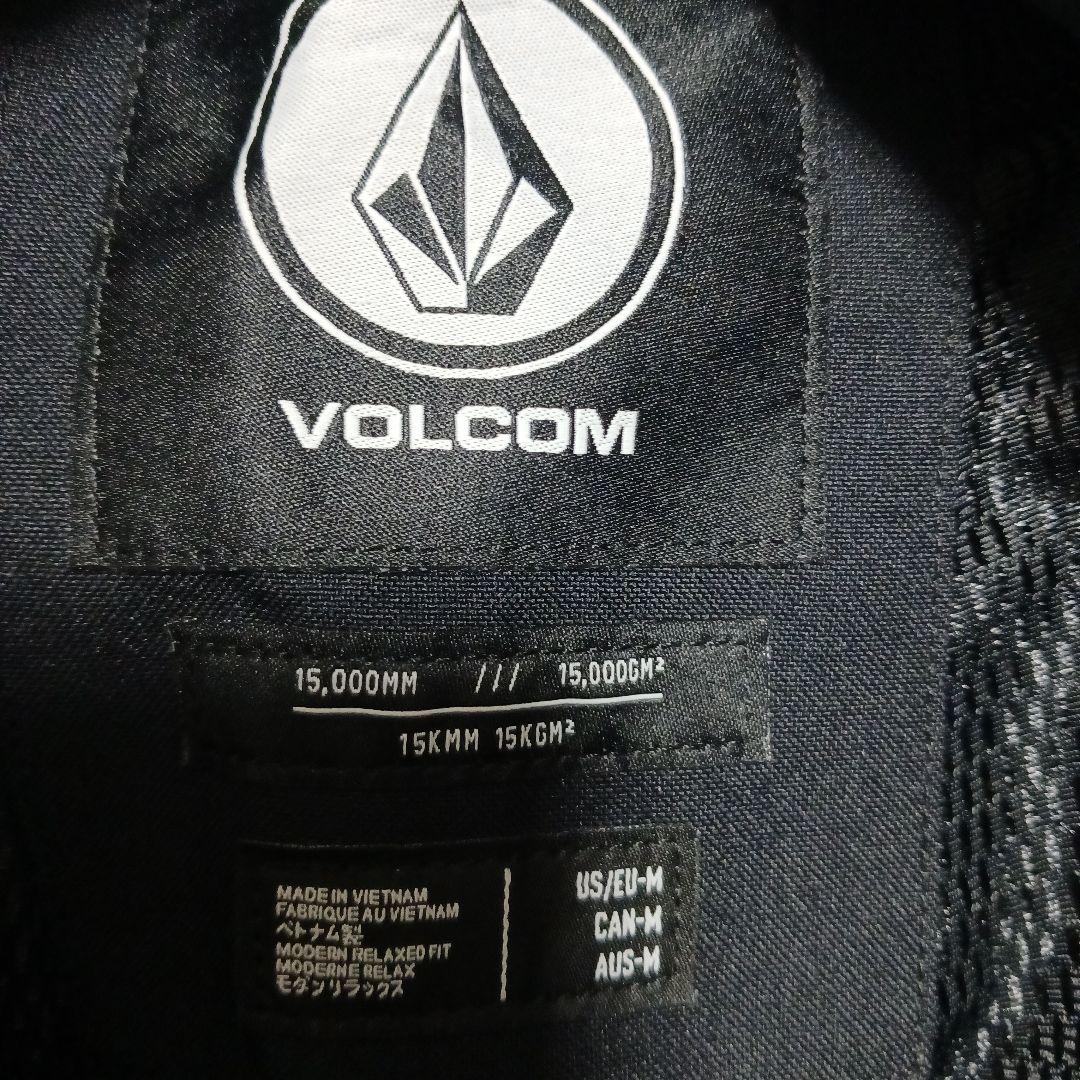 VOLCOM
15,000MM /// 15,000GM²
15KMM 15KGM²
MADE IN VIETNAM
FABRIQUE AU VIETNAM
ベトナム製
MODERN RELAXED FIT
MODERNE RELAX
モダンリラックス
US/EU-M
CAN-M
AUS-M